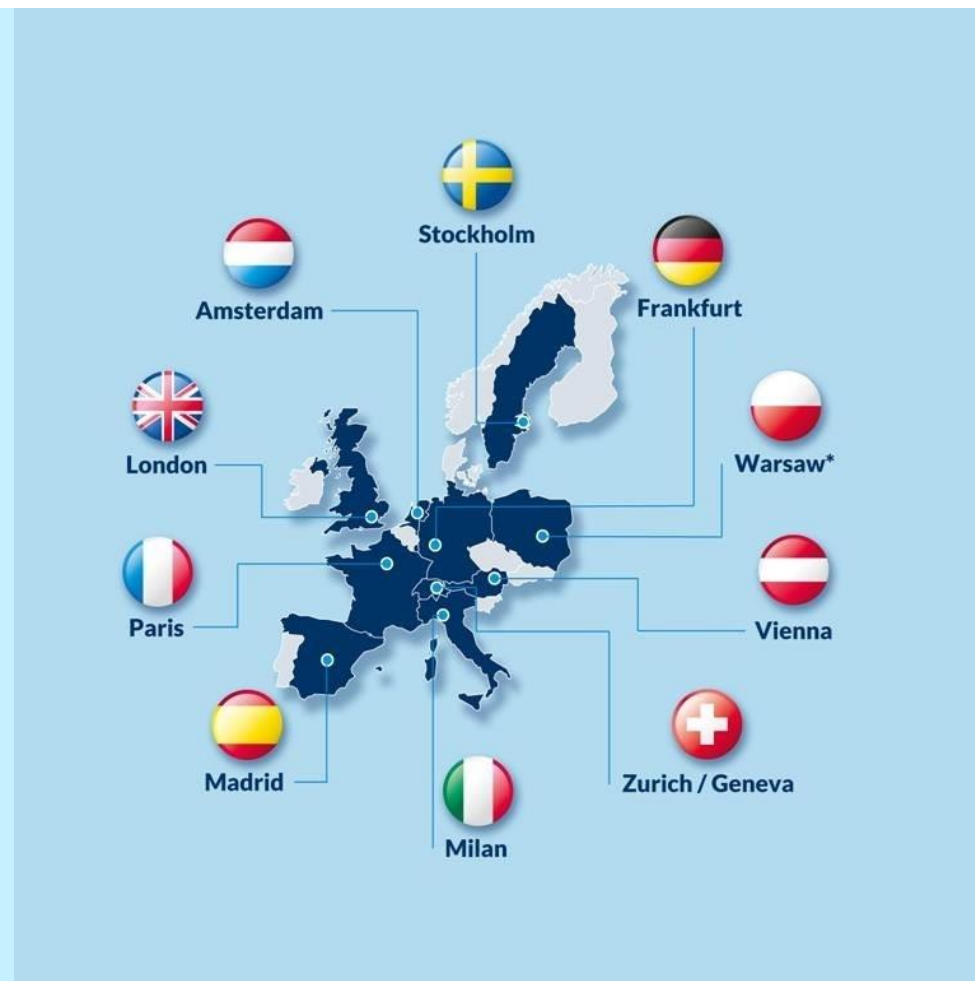 Stockholm
Amsterdam
Frankfurt
London
Warsaw*
Paris
Vienna
Madrid
Zurich / Geneva
Milan